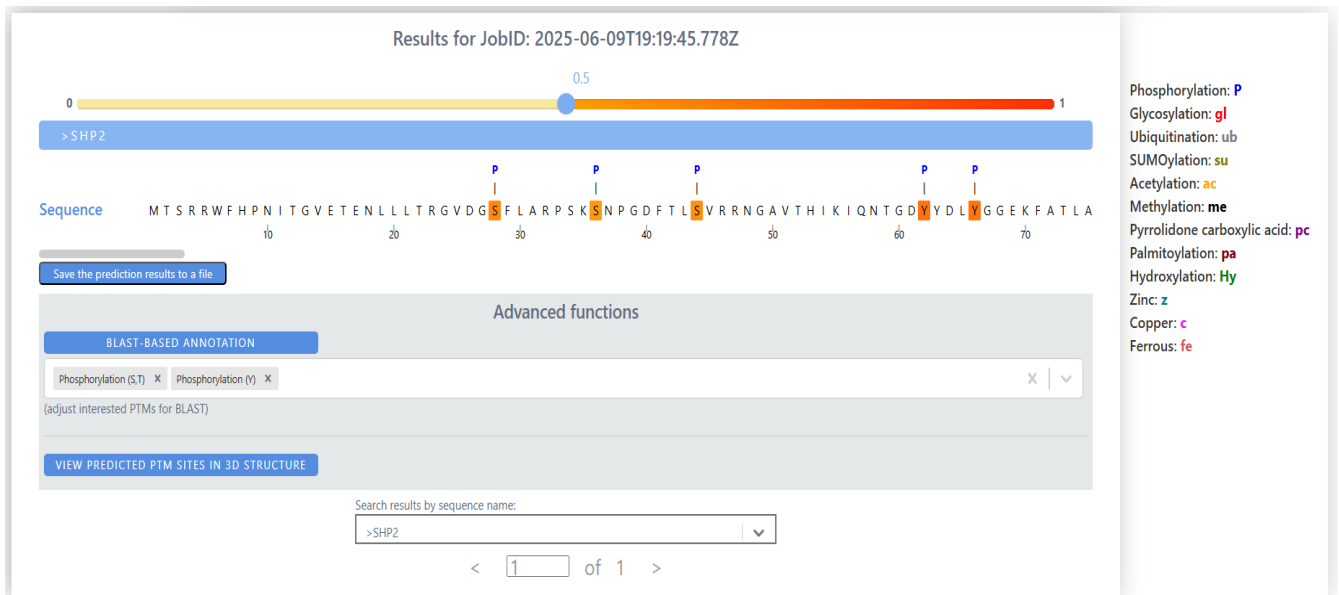 Results for JobID: 2025-06-09T19:19:45.778Z
0.5
0 1
>SHP2
P P P P P
Sequence M T S R R W F H P N I T G V E T E N L L L T R G V D G S F L A R P S K S N P G D F T L S V R R N G A V T H I K I Q N T G D Y Y D L Y G G E K F A T L A
10 20 30 40 50 60 70
Save the prediction results to a file
Advanced functions
BLAST-BASED ANNOTATION
Phosphorylation (S,T) X Phosphorylation (Y) X X
(adjust interested PTMs for BLAST)
VIEW PREDICTED PTM SITES IN 3D STRUCTURE
Search results by sequence name:
>SHP2
< 1 of 1 >
Phosphorylation: P
Glycosylation: gl
Ubiquitination: ub
SUMOylation: su
Acetylation: ac
Methylation: me
Pyrrolidone carboxylic acid: pc
Palmitoylation: pa
Hydroxylation: Hy
Zinc: z
Copper: c
Ferrous: fe